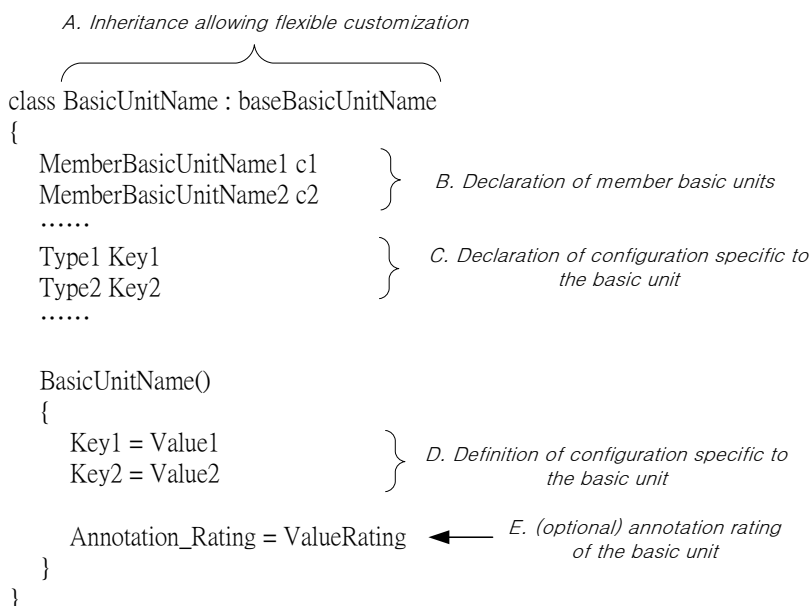 A. Inheritance allowing flexible customization
class BasicUnitName : baseBasicUnitName
{
MemberBasicUnitName1 c1
MemberBasicUnitName2 c2
B. Declaration of member basic units
......
Type1 Key1
Type2 Key2
C. Declaration of configuration specific to
the basic unit
......
BasicUnitName()
{
Key1 = Value1
Key2 = Value2
D. Definition of configuration specific to
the basic unit
Annotation_Rating = ValueRating
E. (optional) annotation rating
of the basic unit
}
}